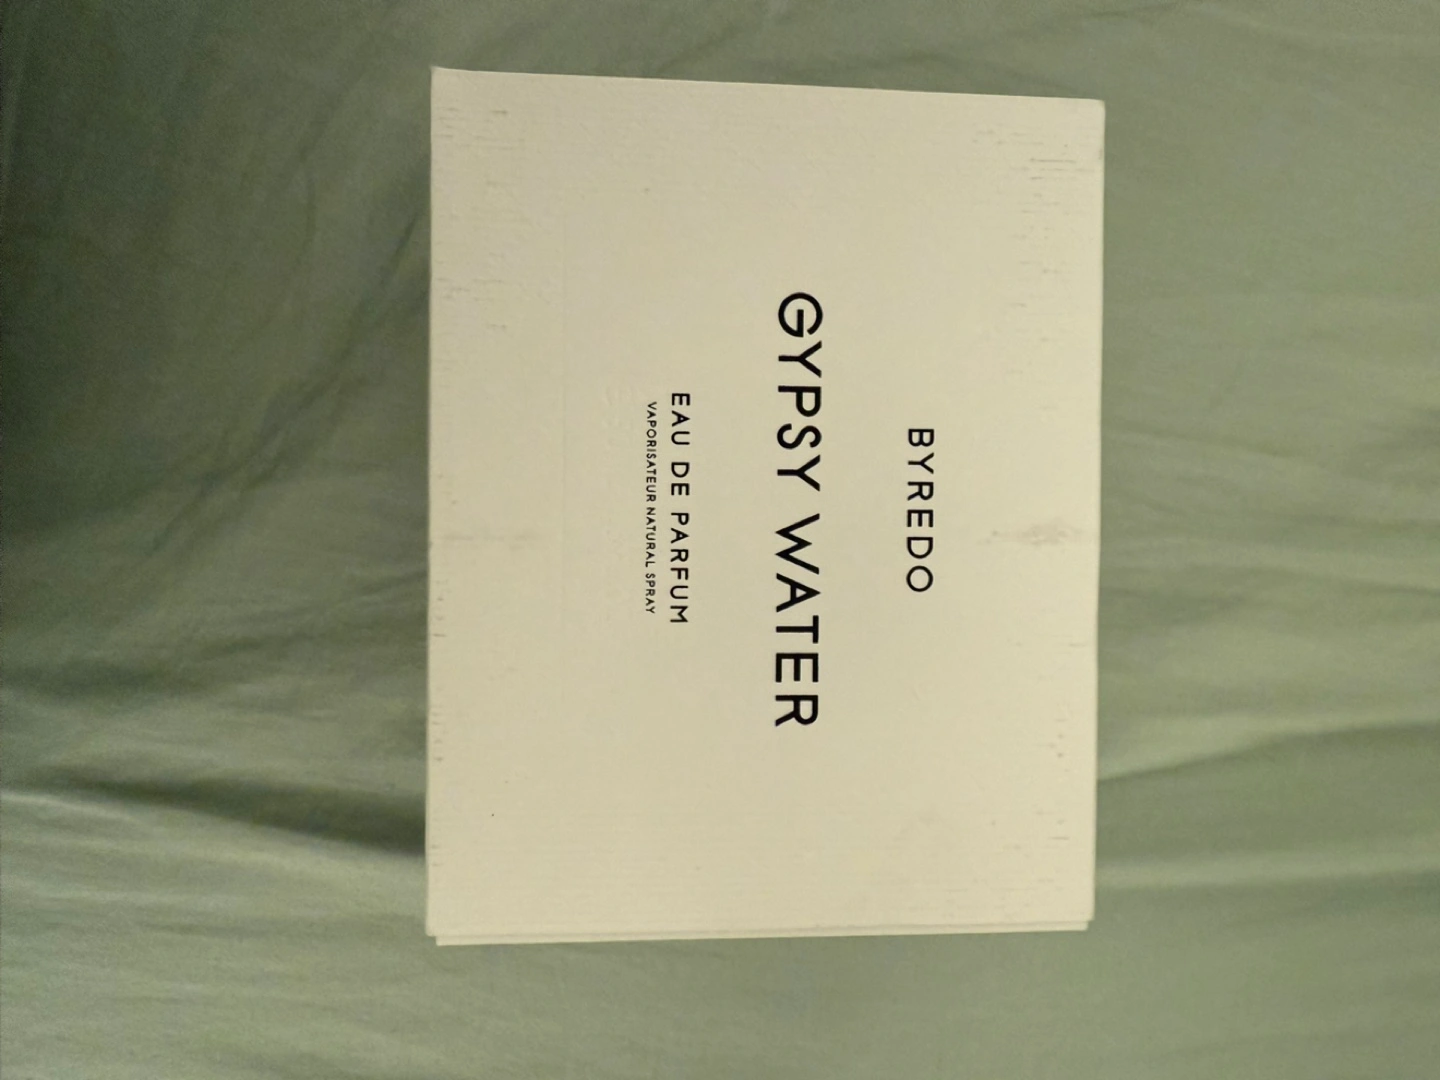 BYREDO
GYPSY WATER
EAU DE PARFUM
VAPORISATEUR NATURAL SPRAY